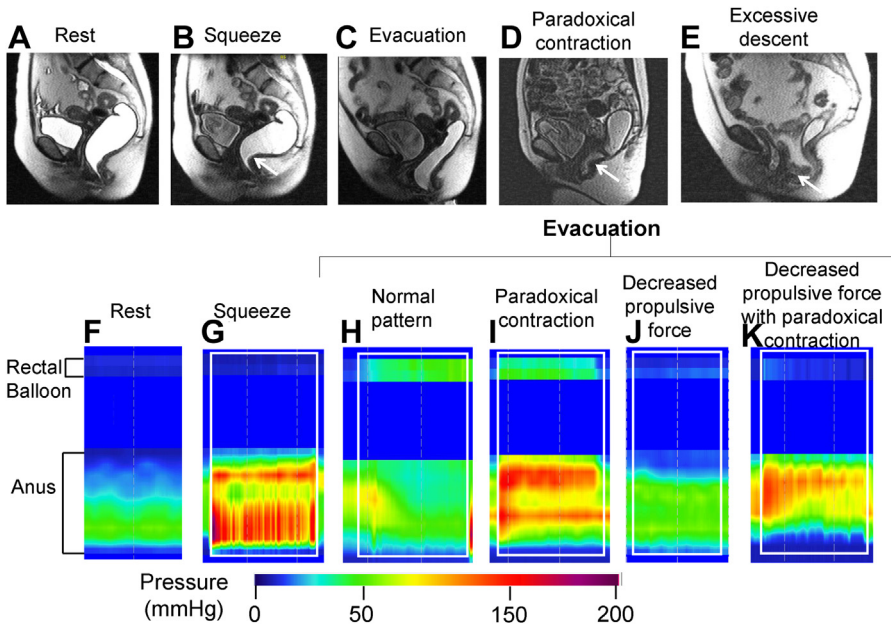 A Rest
B Squeeze
C Evacuation
D Paradoxical
contraction
E Excessive
descent
Evacuation
F Rest
G Squeeze
H Normal
pattern
I Paradoxical
contraction
J Decreased
propulsive
force
K Decreased
propulsive force
with paradoxical
contraction
Rectal
Balloon
Anus
Pressure
(mmHg)
0 50 150 200